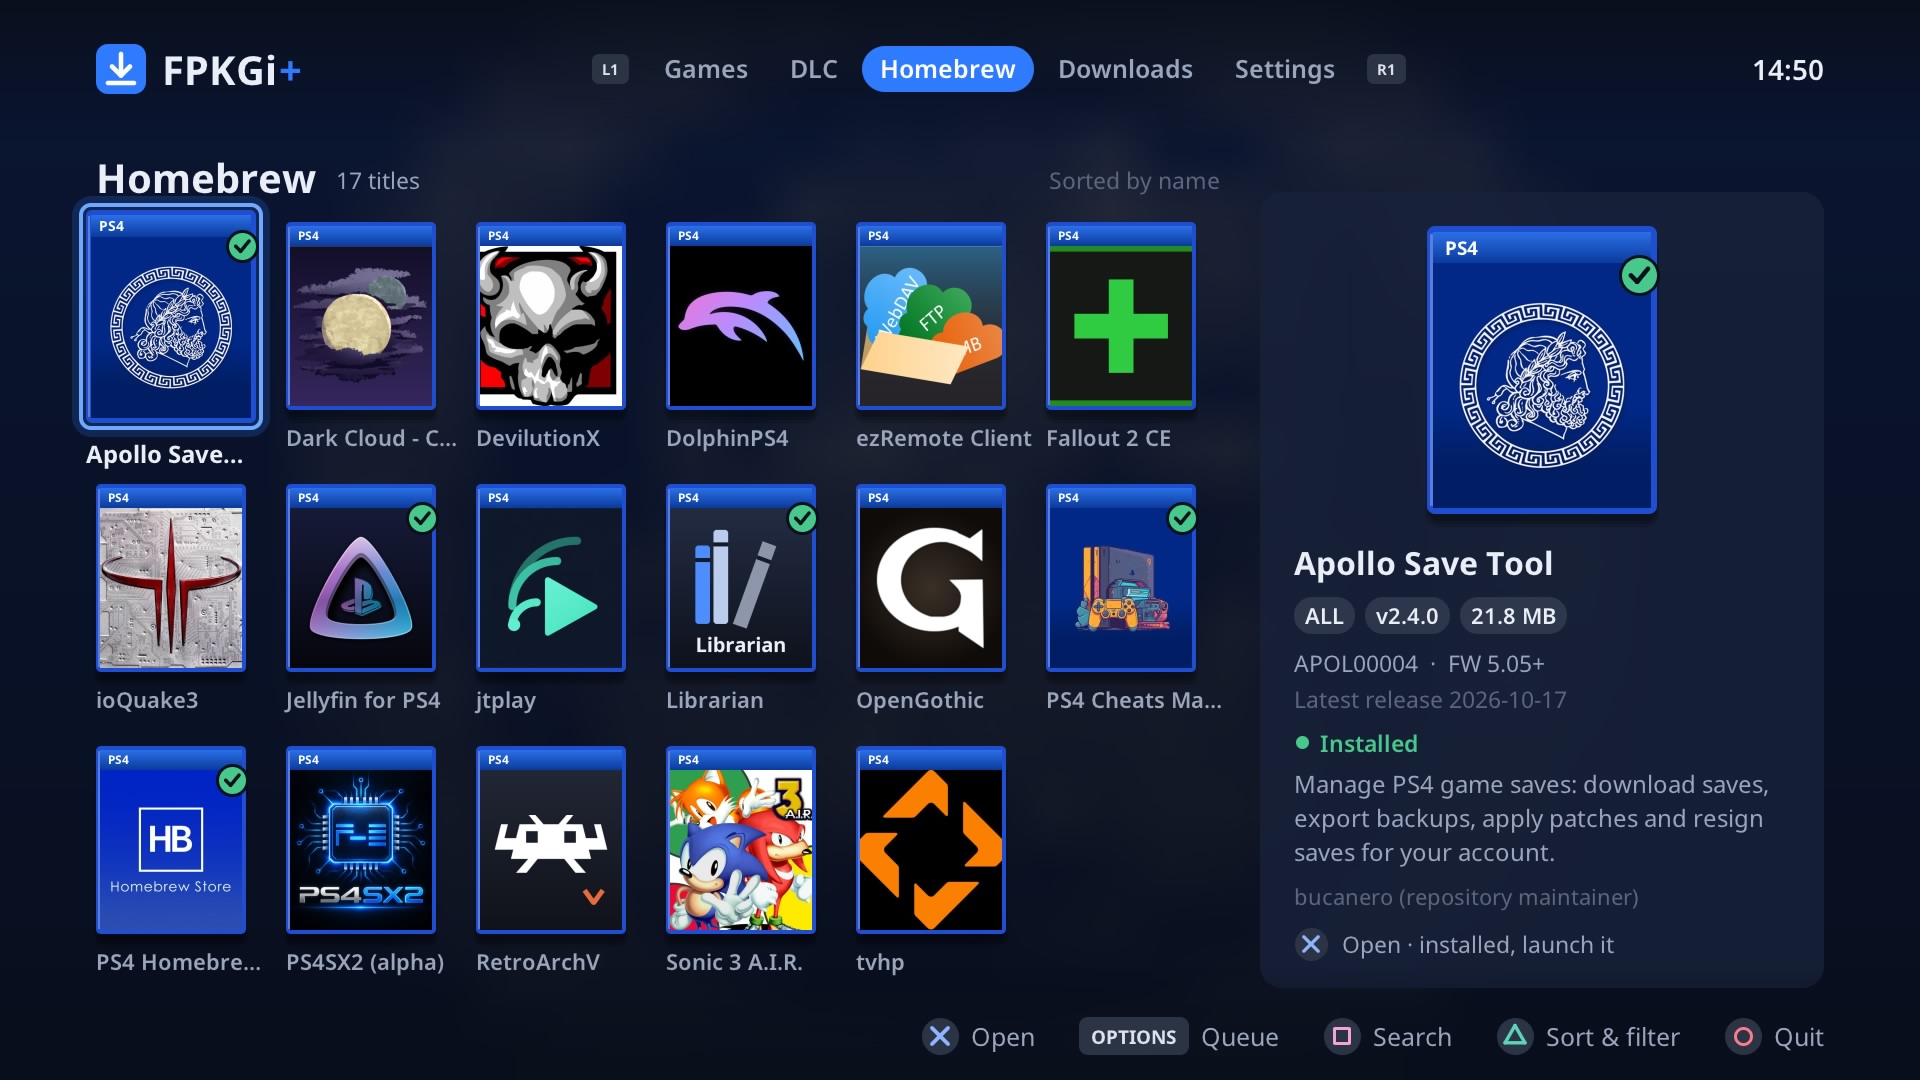 FPKGi+
L1 Games DLC Homebrew Downloads Settings R1
14:50
Homebrew 17 titles
Sorted by name
PS4
PS4
PS4
PS4
PS4
WebDAV
FTP
PS4
Apollo Save...
Dark Cloud - C...
DevilutionX
DolphinPS4
ezRemote Client
Fallout 2 CE
PS4
PS4
PS4
PS4
Librarian
PS4
PS4
ioQuake3
Jellyfin for PS4
jtplay
Librarian
OpenGothic
PS4 Cheats Ma...
PS4
HB
Homebrew Store
PS4
PS4SX2
PS4
PS4
3
A.I.R.
PS4
PS4 Homebre...
PS4SX2 (alpha)
RetroArchV
Sonic 3 A.I.R.
tvhp
PS4
Apollo Save Tool
ALL v2.4.0 21.8 MB
APOL00004 · FW 5.05+
Latest release 2026-10-17
Installed
Manage PS4 game saves: download saves,
export backups, apply patches and resign
saves for your account.
bucanero (repository maintainer)
Open · installed, launch it
Open OPTIONS Queue Search Sort & filter Quit